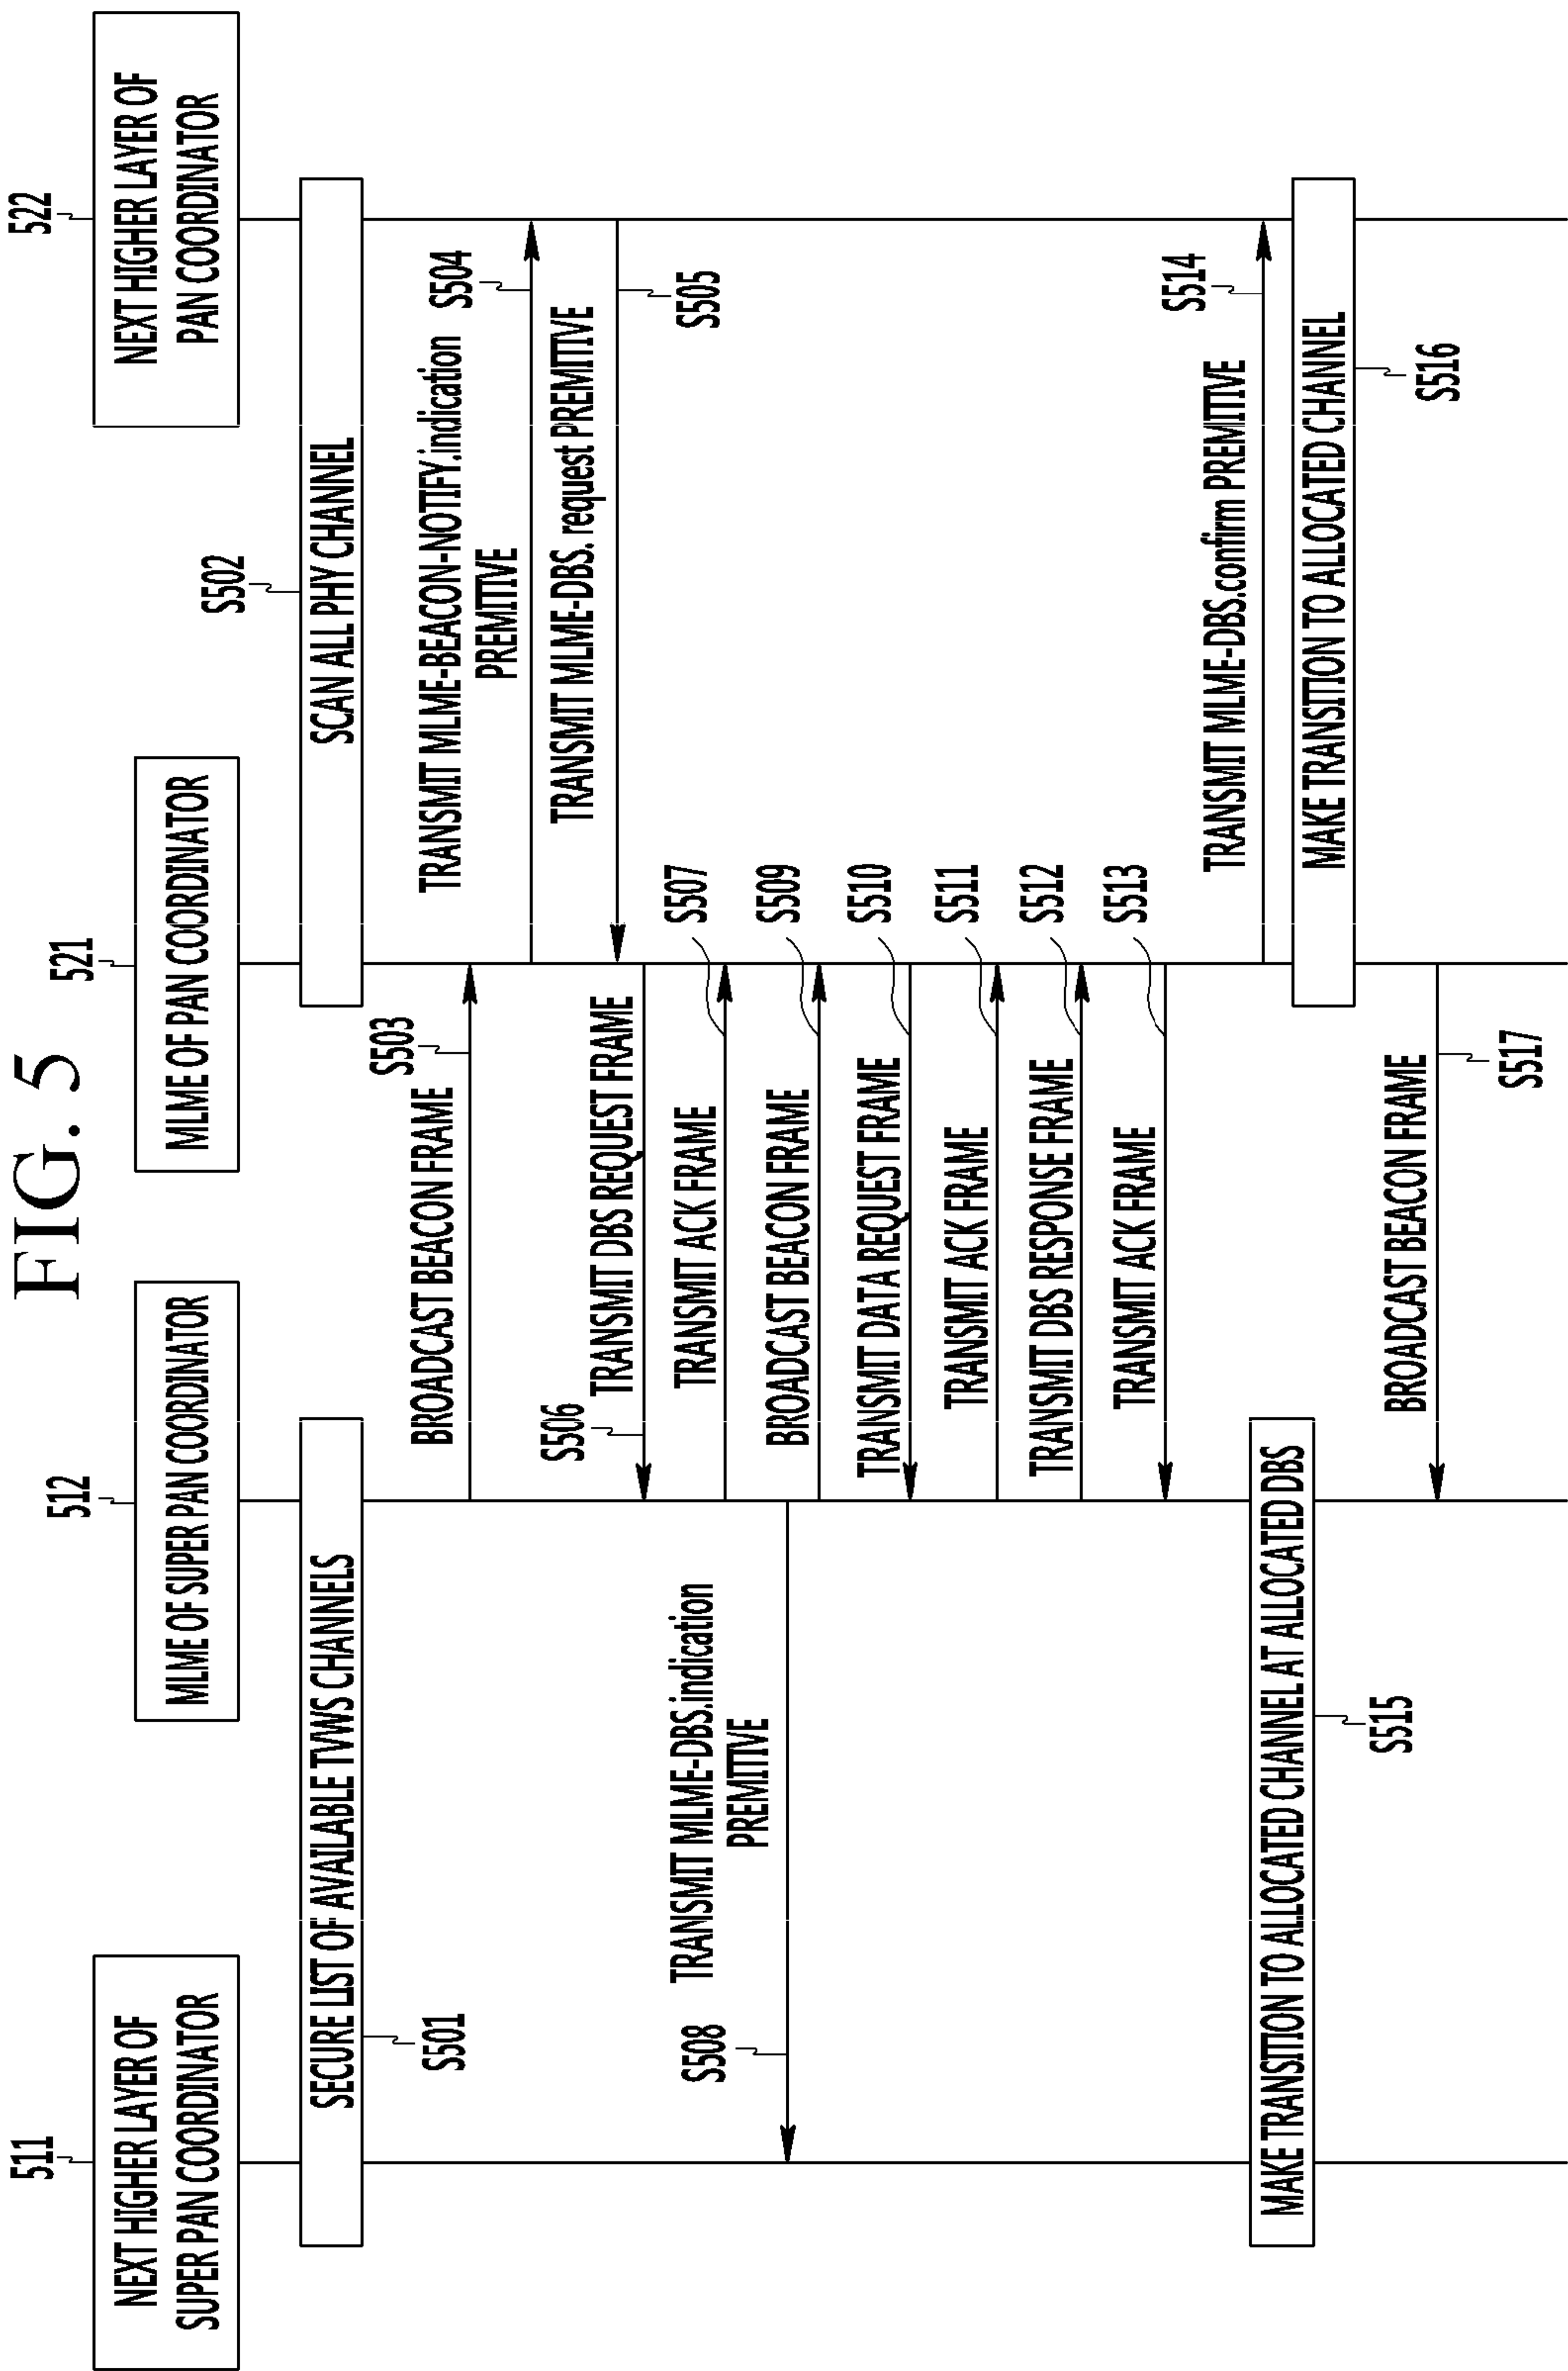 FIG. 5
511
NEXT HIGHER LAYER OF
SUPER PAN COORDINATOR
512
MLME OF SUPER PAN COORDINATOR
521
MLME OF PAN COORDINATOR
522
NEXT HIGHER LAYER OF
PAN COORDINATOR
SECURE LIST OF AVAILABLE TVWS CHANNELS
S501
S502
SCAN ALL PHY CHANNEL
S503
BROADCAST BEACON FRAME
TRANSMIT MLME-BEACON-NOTIFY.indication
PREMITIVE
S504
TRANSMIT MLME-DBS. request PREMITIVE
S505
S506
TRANSMIT DBS REQUEST FRAME
TRANSMIT ACK FRAME
S507
S508
TRANSMIT MLME-DBS.indication
PREMITIVE
BROADCAST BEACON FRAME
S509
TRANSMIT DATA REQUEST FRAME
S510
TRANSMIT ACK FRAME
S511
TRANSMIT DBS RESPONSE FRAME
S512
TRANSMIT ACK FRAME
S513
TRANSMIT MLME-DBS.confirm PREMITIVE
S514
MAKE TRANSITION TO ALLOCATED CHANNEL AT ALLOCATED DBS
S515
MAKE TRANSITION TO ALLOCATED CHANNEL
S516
BROADCAST BEACON FRAME
S517